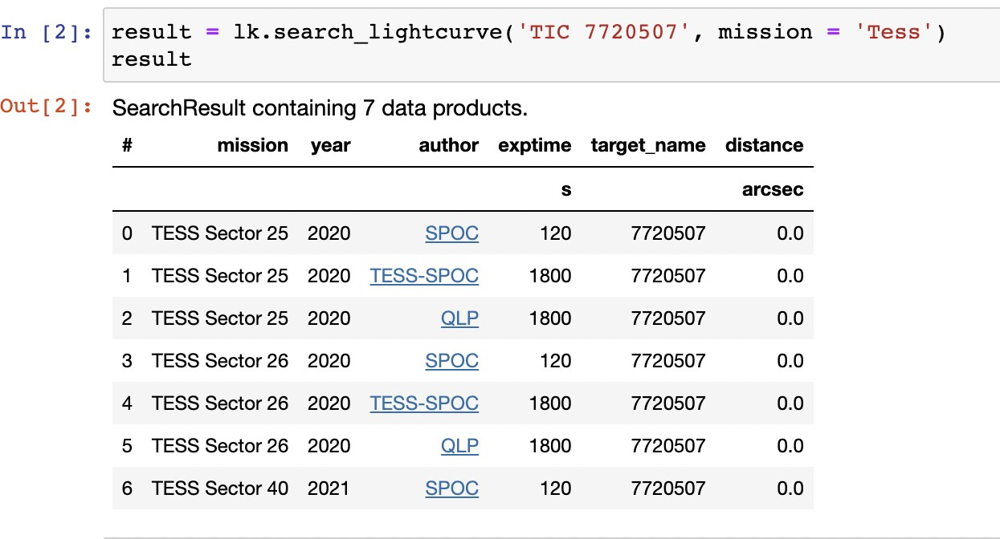 In [2]: result = lk.search_lightcurve('TIC 7720507', mission = 'Tess')
result
Out[2]: SearchResult containing 7 data products.
# mission year author exptime target_name distance
s arcsec
0 TESS Sector 25 2020 SPOC 120 7720507 0.0
1 TESS Sector 25 2020 TESS-SPOC 1800 7720507 0.0
2 TESS Sector 25 2020 QLP 1800 7720507 0.0
3 TESS Sector 26 2020 SPOC 120 7720507 0.0
4 TESS Sector 26 2020 TESS-SPOC 1800 7720507 0.0
5 TESS Sector 26 2020 QLP 1800 7720507 0.0
6 TESS Sector 40 2021 SPOC 120 7720507 0.0